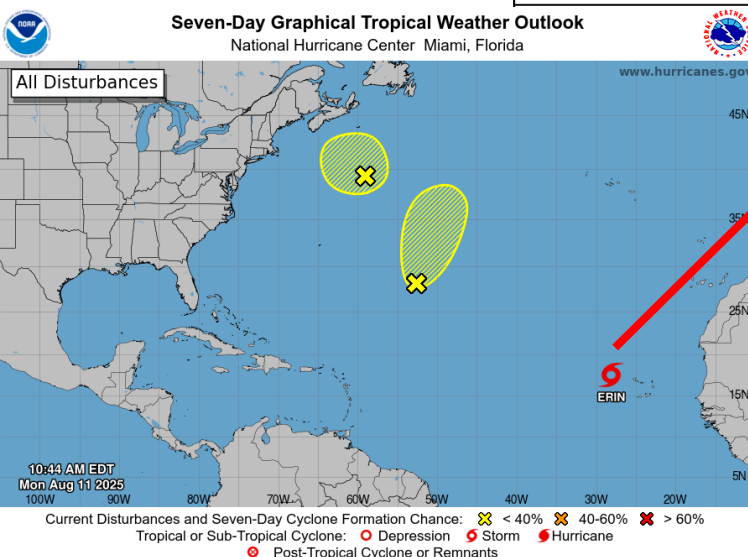 Seven-Day Graphical Tropical Weather Outlook
National Hurricane Center Miami, Florida
NOAA
All Disturbances
www.hurricanes.gov
45N
35N
25N
ERIN
15N
5N
10:44 AM EDT
Mon Aug 11 2025
100W 90W 80W 70W 60W 50W 40W 30W 20W
Current Disturbances and Seven-Day Cyclone Formation Chance: < 40% 40-60% > 60%
Tropical or Sub-Tropical Cyclone: Depression Storm Hurricane
Post-Tropical Cyclone or Remnants